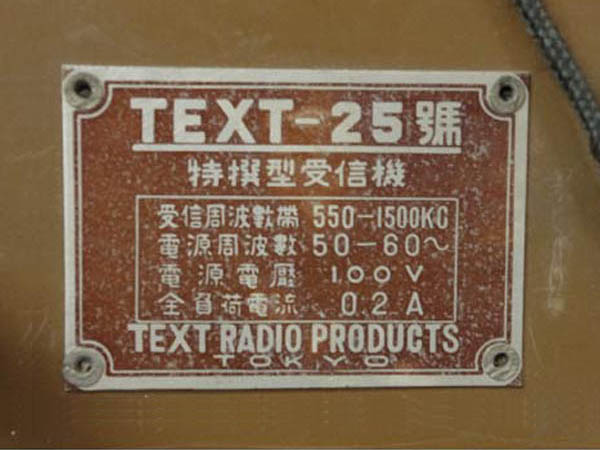 TEXT-25號
特撰型受信機
受信周波數帶 550-1500KC
電源周波數 50-60~
電源電壓 100V
全負荷電流 0.2A
TEXT RADIO PRODUCTS
TOKYO